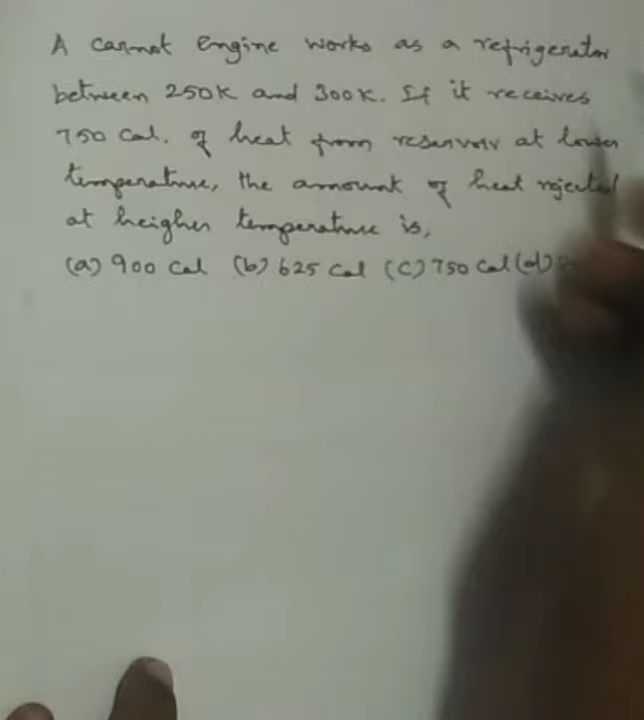 A carnot engine works as a refrigerator
between 250K and 300K. If it receives
750 Cal. of heat from reservoir at lower
temperature, the amount of heat rejected
at heigher temperature is,
(a) 900 Cal (b) 625 Cal (c) 750 Cal (d)